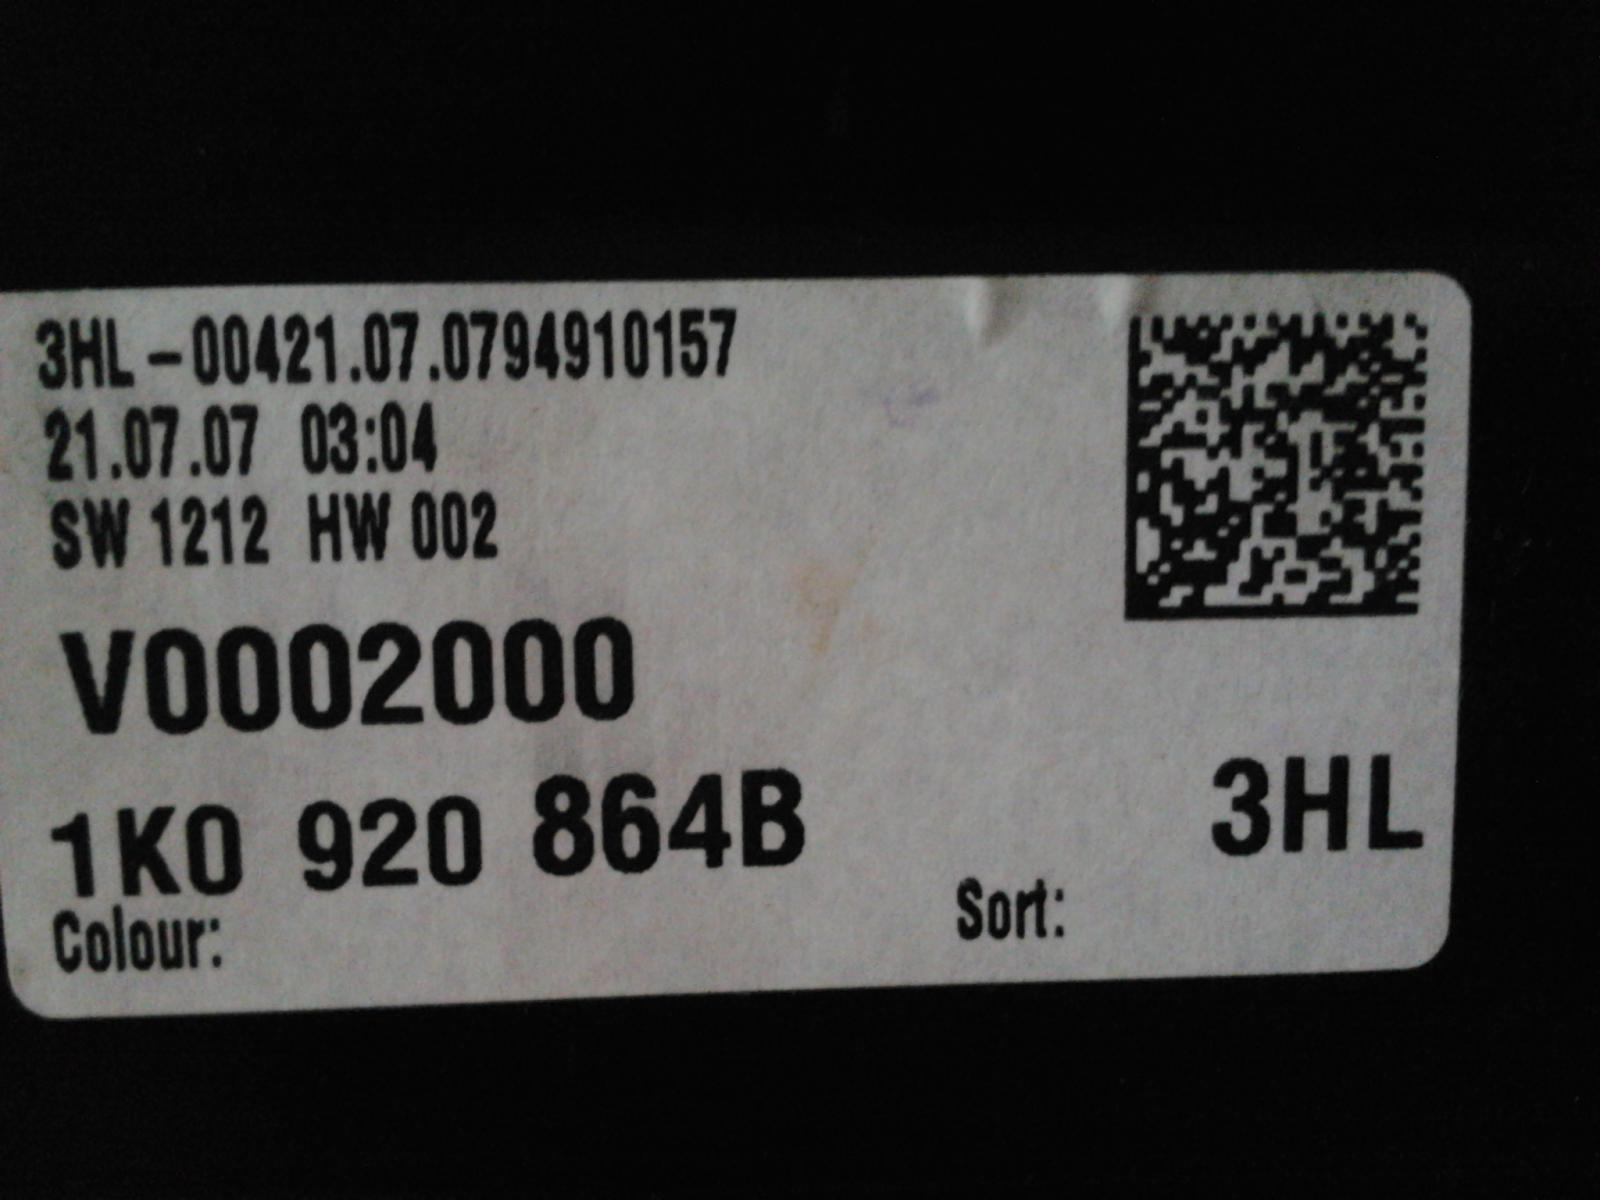 3HL-00421.07.0794910157
21.07.07 03:04
SW 1212 HW 002
V0002000
1K0 920 864B 3HL
Colour: Sort: